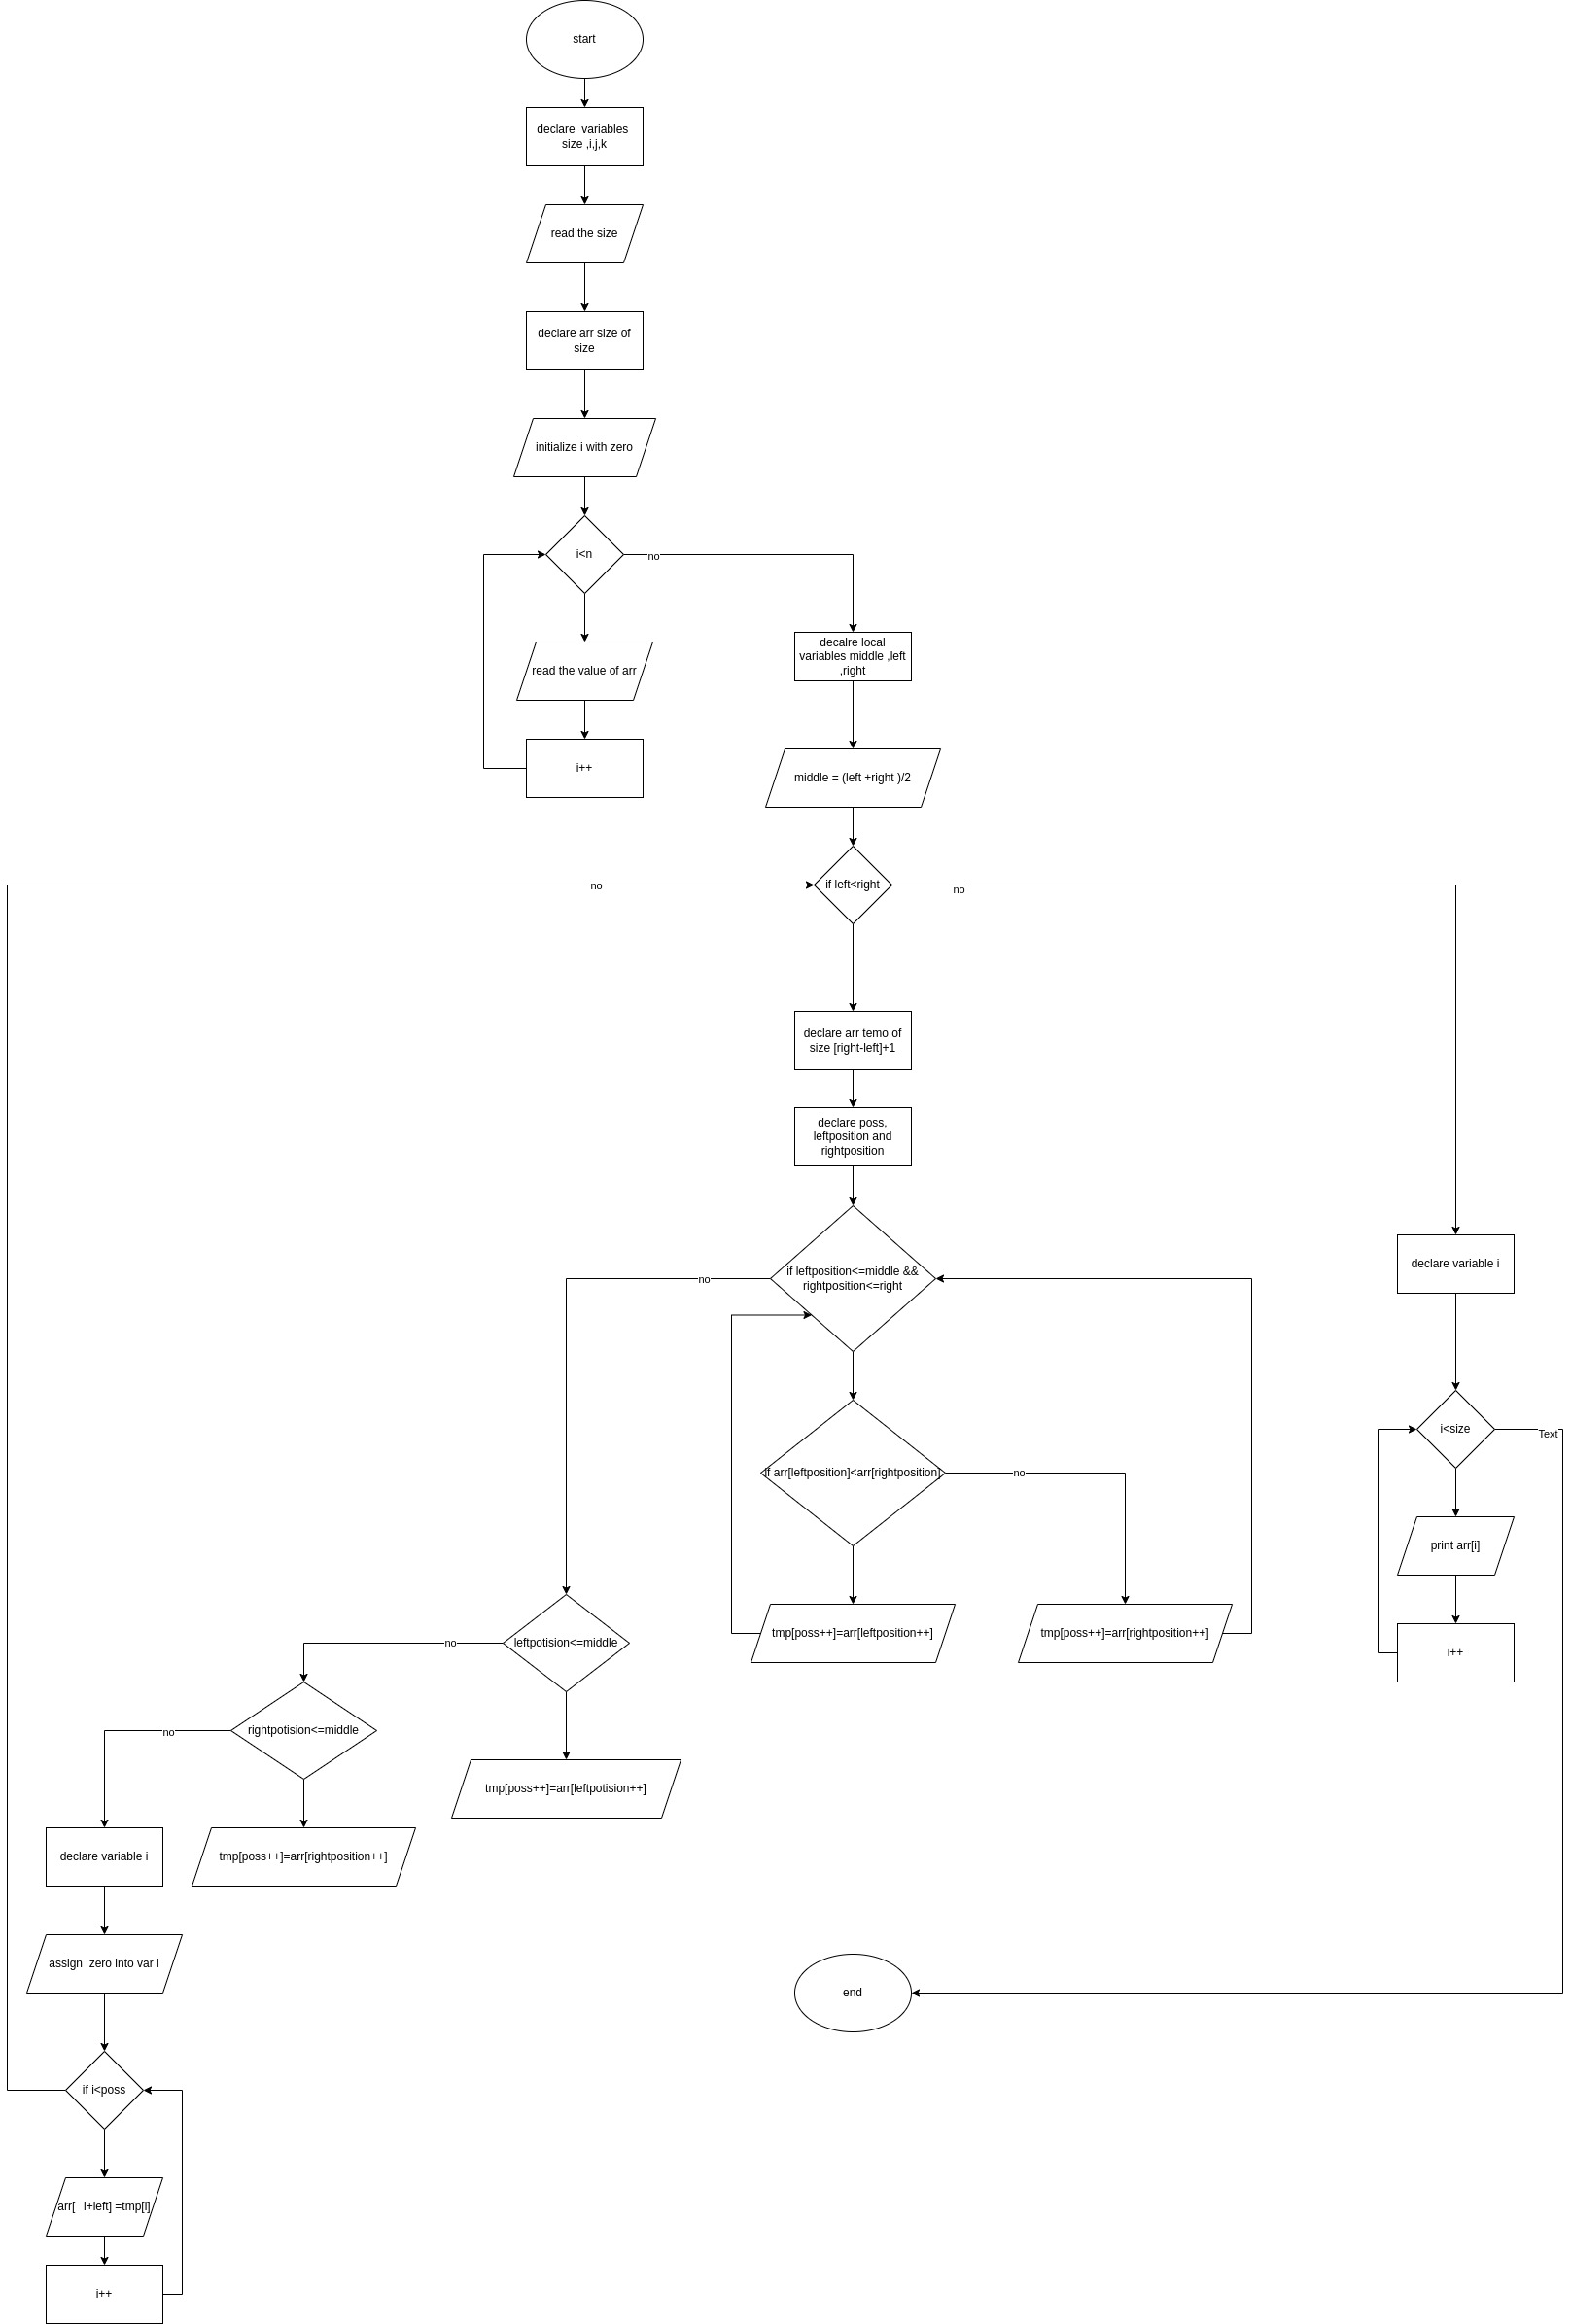 start
declare  variables
size ,i,j,k
read the size
declare arr size of
size
initialize i with zero
i<n
no
read the value of arr
i++
decalre local
variables middle ,left
,right
middle = (left +right )/2
no
if left<right
no
declare arr temo of
size [right-left]+1
declare poss,
leftposition and
rightposition
if leftposition<=middle &&
rightposition<=right
no
declare variable i
if arr[leftposition]<arr[rightposition]
no
i<size
Text
print arr[i]
tmp[poss++]=arr[leftposition++]
tmp[poss++]=arr[rightposition++]
i++
leftpotision<=middle
no
rightpotision<=middle
no
tmp[poss++]=arr[leftpotision++]
declare variable i
tmp[poss++]=arr[rightposition++]
assign  zero into var i
end
if i<poss
arr[   i+left] =tmp[i]
i++